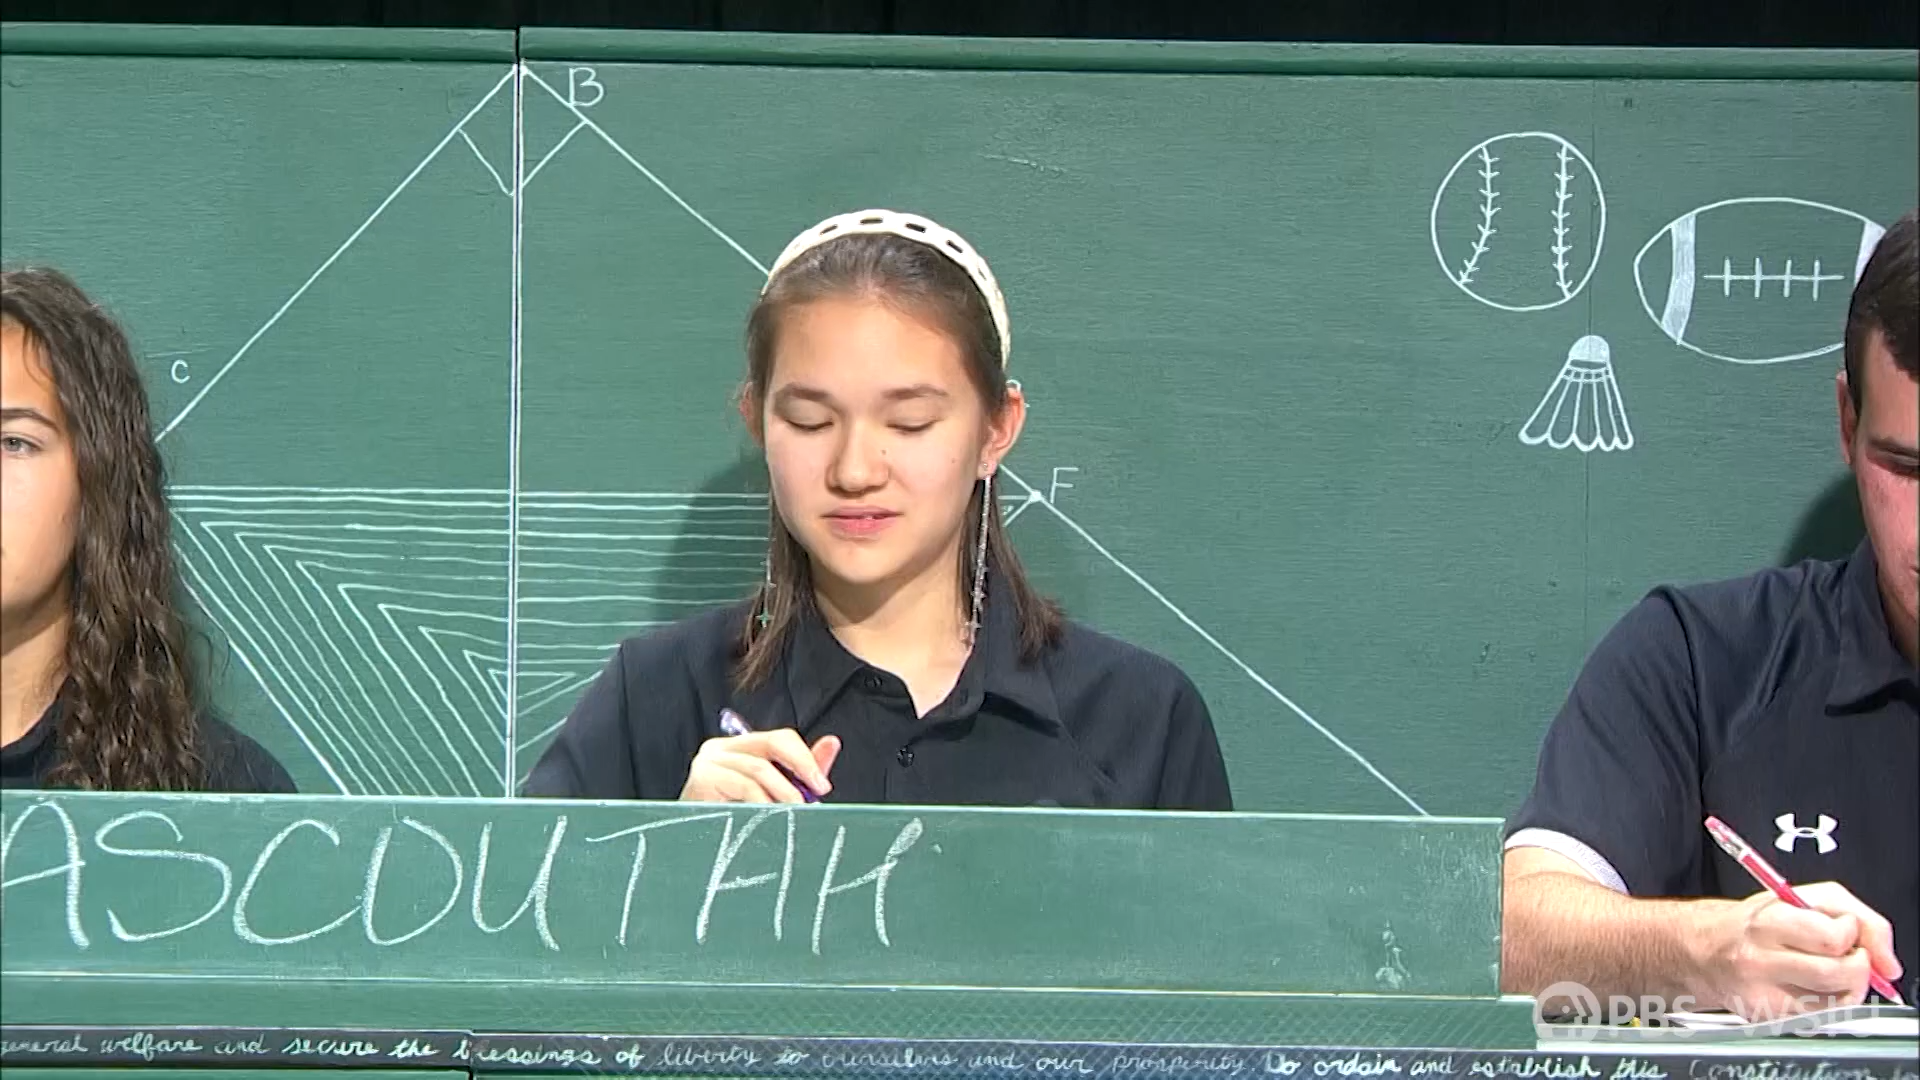 B
C
F
ASCOUTAH
PBS WSIU
general welfare and secure the blessings of liberty to ourselves and our prosperity. Do ordain and establish this Constitution